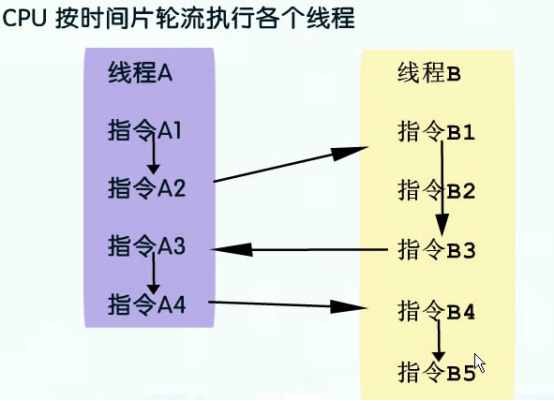 CPU 按时间片轮流执行各个线程
线程A
指令A1
指令A2
指令A3
指令A4
线程B
指令B1
指令B2
指令B3
指令B4
指令B5